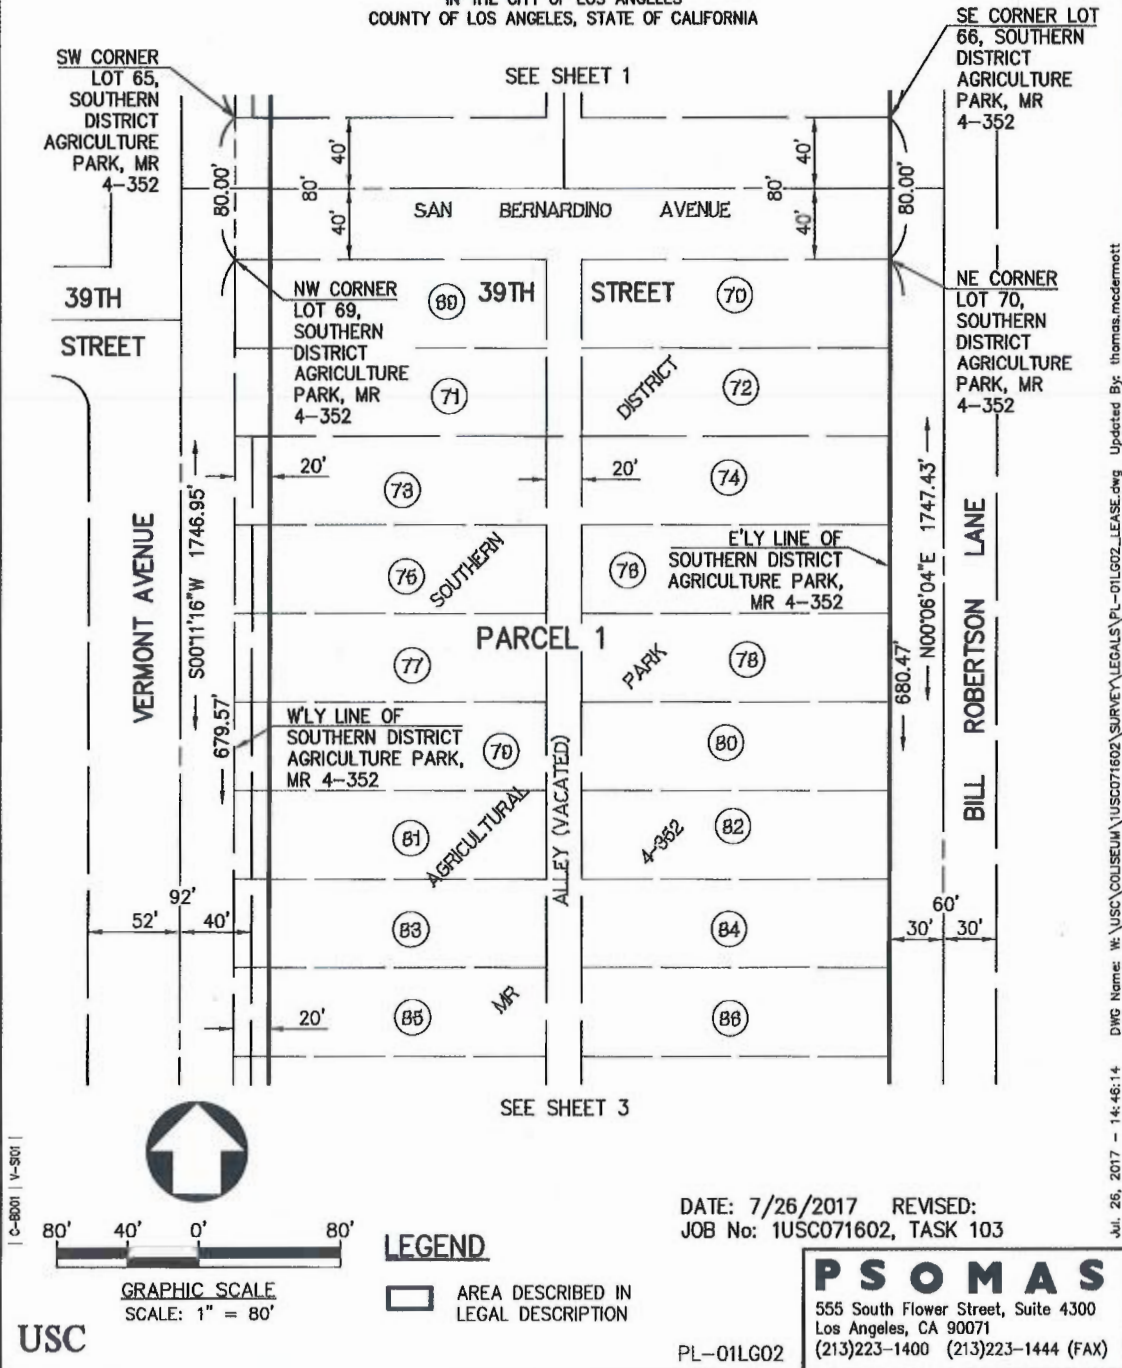 IN THE CITY OF LOS ANGELES
COUNTY OF LOS ANGELES, STATE OF CALIFORNIA
SEE SHEET 1
SW CORNER
LOT 65,
SOUTHERN
DISTRICT
AGRICULTURE
PARK, MR
4-352
SE CORNER LOT
66, SOUTHERN
DISTRICT
AGRICULTURE
PARK, MR
4-352
80.00'
80'
40'
40'
40'
40'
80'
80.00'
SAN BERNARDINO AVENUE
39TH
STREET
NW CORNER
LOT 69,
SOUTHERN
DISTRICT
AGRICULTURE
PARK, MR
4-352
69
39TH STREET
70
NE CORNER
LOT 70,
SOUTHERN
DISTRICT
AGRICULTURE
PARK, MR
4-352
71
DISTRICT
72
20'
73
20'
74
VERMONT AVENUE
S00°11'16"W 1746.95'
679.57'
75
SOUTHERN
76
E'LY LINE OF
SOUTHERN DISTRICT
AGRICULTURE PARK,
MR 4-352
N00°06'04"E 1747.43'
680.47'
BILL ROBERTSON LANE
PARCEL 1
77
PARK
78
W'LY LINE OF
SOUTHERN DISTRICT
AGRICULTURE PARK,
MR 4-352
79
ALLEY (VACATED)
80
81
AGRICULTURAL
4-352
82
92'
52'
40'
83
84
60'
30'
30'
20'
85
MR
86
SEE SHEET 3
80' 40' 0' 80'
GRAPHIC SCALE
SCALE: 1" = 80'
LEGEND
AREA DESCRIBED IN
LEGAL DESCRIPTION
DATE: 7/26/2017 REVISED:
JOB No: 1USC071602, TASK 103
PSOMAS
555 South Flower Street, Suite 4300
Los Angeles, CA 90071
(213)223-1400 (213)223-1444 (FAX)
USC
PL-01LG02
| C-BD01 | V-SI01 |
Jul. 26, 2017 - 14:46:14 DWG Name: W:\USC\COLISEUM\1USC071602\SURVEY\LEGALS\PL-01LG02_LEASE.dwg Updated By: thomas.mcdermott